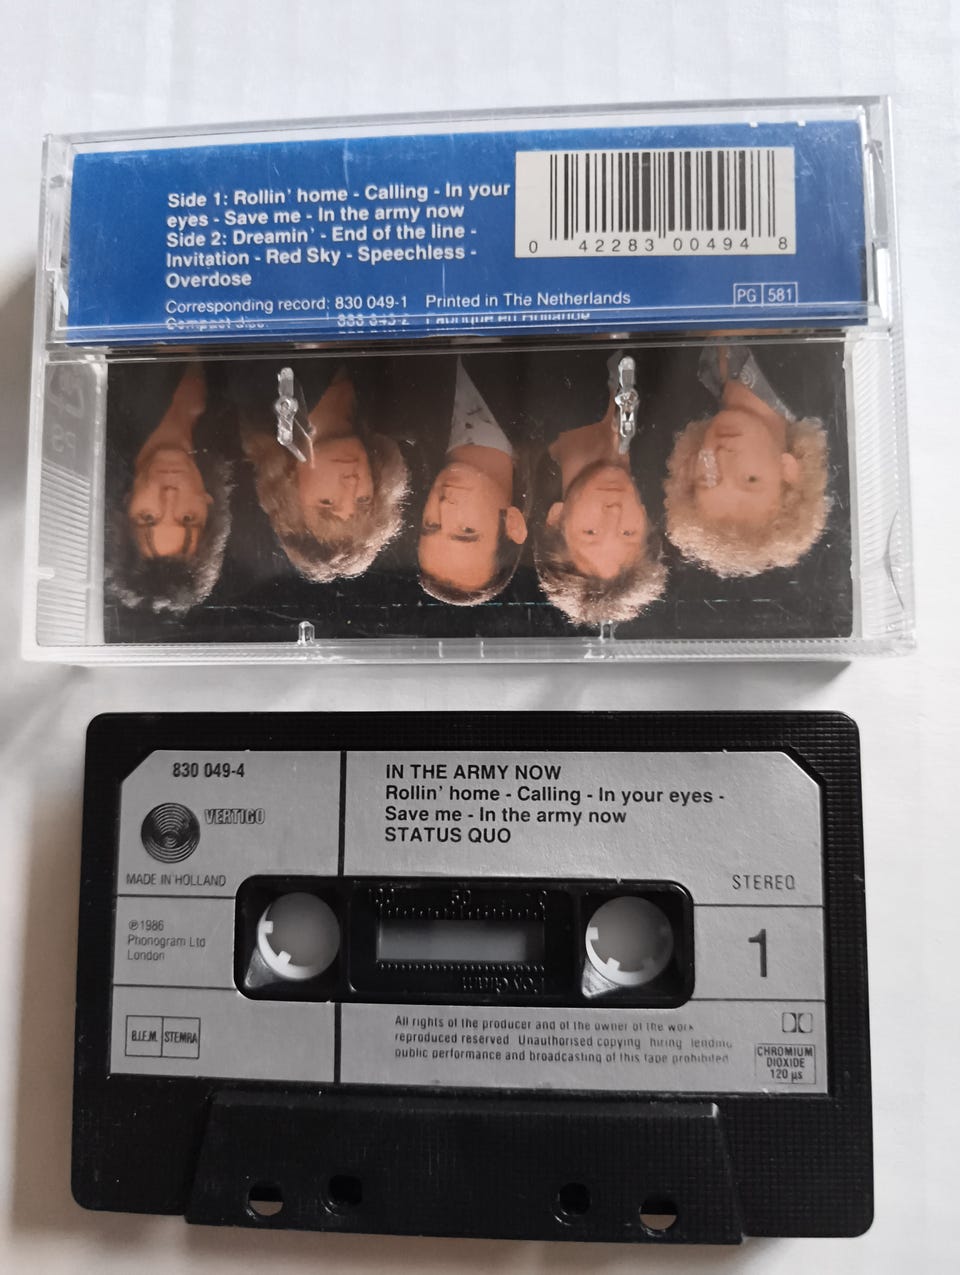 Side 1: Rollin' home - Calling - In your
eyes - Save me - In the army now
Side 2: Dreamin' - End of the line -
Invitation - Red Sky - Speechless -
Overdose
0 42283 00494 8
Corresponding record: 830 049-1 Printed in The Netherlands
PG 581
Compact disc: Fabriqué en Hollande
830 049-4
VERTIGO
MADE IN HOLLAND
IN THE ARMY NOW
Rollin' home - Calling - In your eyes -
Save me - In the army now
STATUS QUO
STEREO
℗ 1986
Phonogram Ltd
London
1
B.I.E.M. STEMRA
All rights of the producer and of the owner of the work
reproduced reserved Unauthorised copying hiring lending
public performance and broadcasting of this tape prohibited
CHROMIUM
DIOXIDE
120 µs